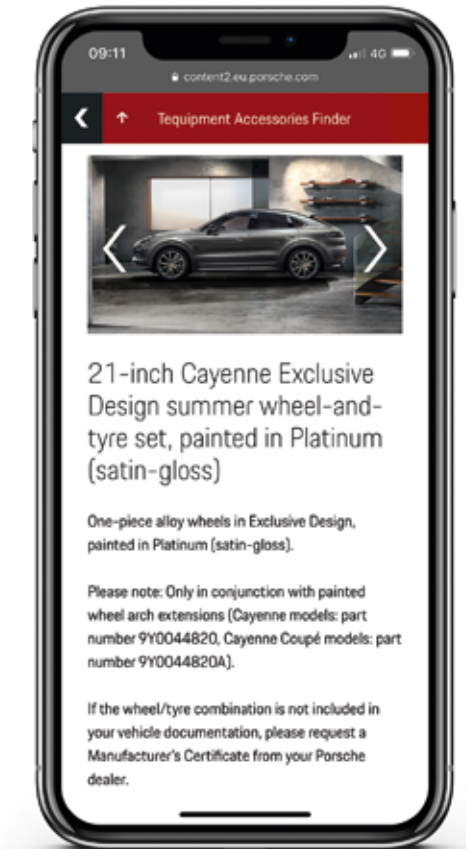 09:11
4G
content2.eu.porsche.com
Tequipment Accessories Finder
21-inch Cayenne Exclusive
Design summer wheel-and-
tyre set, painted in Platinum
(satin-gloss)
One-piece alloy wheels in Exclusive Design,
painted in Platinum (satin-gloss).
Please note: Only in conjunction with painted
wheel arch extensions (Cayenne models: part
number 9Y0044820, Cayenne Coupé models: part
number 9Y0044820A).
If the wheel/tyre combination is not included in
your vehicle documentation, please request a
Manufacturer's Certificate from your Porsche
dealer.